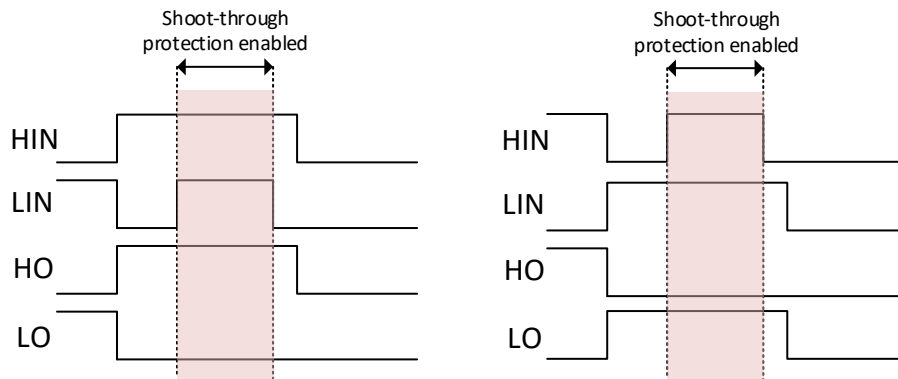 Shoot-through
protection enabled
HIN
LIN
HO
LO
Shoot-through
protection enabled
HIN
LIN
HO
LO